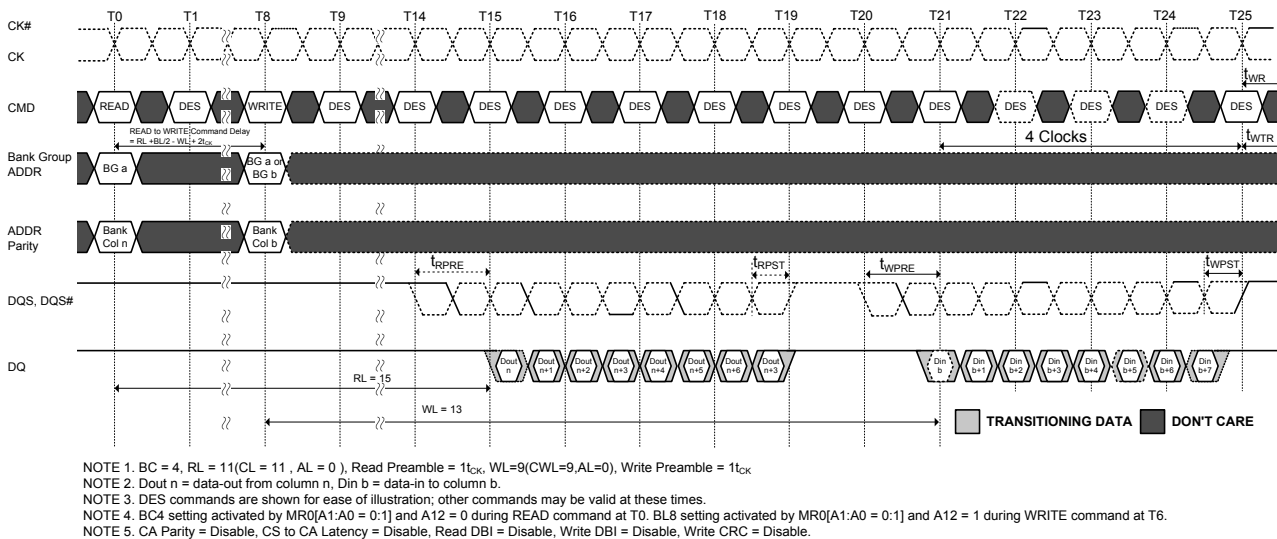 T0 T1 T8 T9 T14 T15 T16 T17 T18 T19 T20 T21 T22 T23 T24 T25
CK#
CK
tWR
CMD READ DES WRITE DES DES DES DES DES DES DES DES DES DES DES DES DES
READ to WRITE Command Delay
= RL +BL/2 - WL + 2tCK
4 Clocks
tWTR
Bank Group
ADDR
BG a
BG a or
BG b
ADDR
Parity
Bank
Col n
Bank
Col b
tRPRE tRPST tWPRE tWPST
DQS, DQS#
DQ
Dout
n
Dout
n+1
Dout
n+2
Dout
n+3
Dout
n+4
Dout
n+5
Dout
n+6
Dout
n+3
Din
b
Din
b+1
Din
b+2
Din
b+3
Din
b+4
Din
b+5
Din
b+6
Din
b+7
RL = 15
WL = 13
TRANSITIONING DATA DON'T CARE
NOTE 1. BC = 4, RL = 11(CL = 11 , AL = 0 ), Read Preamble = 1tCK, WL=9(CWL=9,AL=0), Write Preamble = 1tCK
NOTE 2. Dout n = data-out from column n, Din b = data-in to column b.
NOTE 3. DES commands are shown for ease of illustration; other commands may be valid at these times.
NOTE 4. BC4 setting activated by MR0[A1:A0 = 0:1] and A12 = 0 during READ command at T0. BL8 setting activated by MR0[A1:A0 = 0:1] and A12 = 1 during WRITE command at T6.
NOTE 5. CA Parity = Disable, CS to CA Latency = Disable, Read DBI = Disable, Write DBI = Disable, Write CRC = Disable.